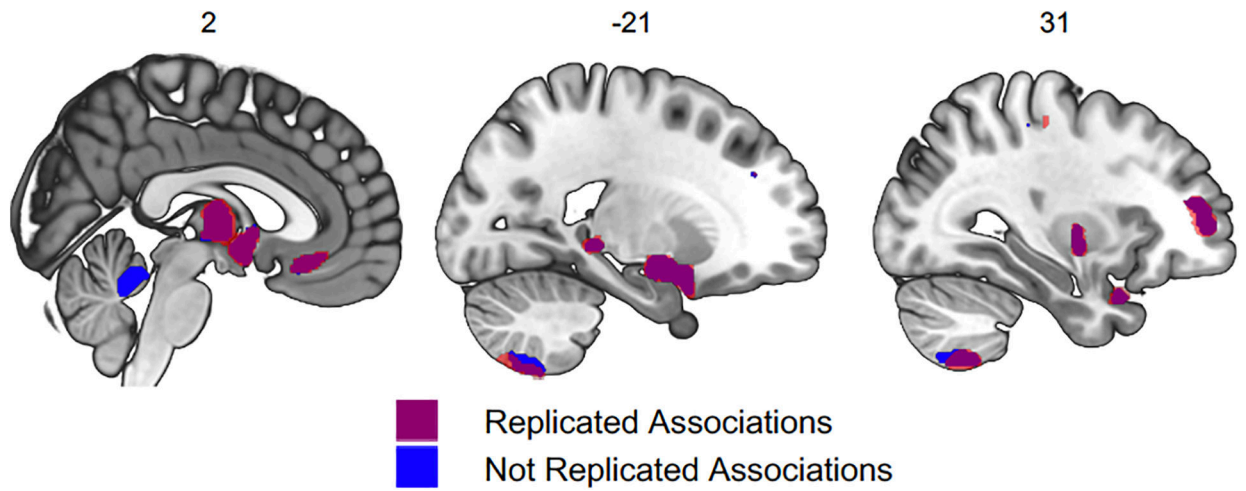 2 -21 31
Replicated Associations
Not Replicated Associations